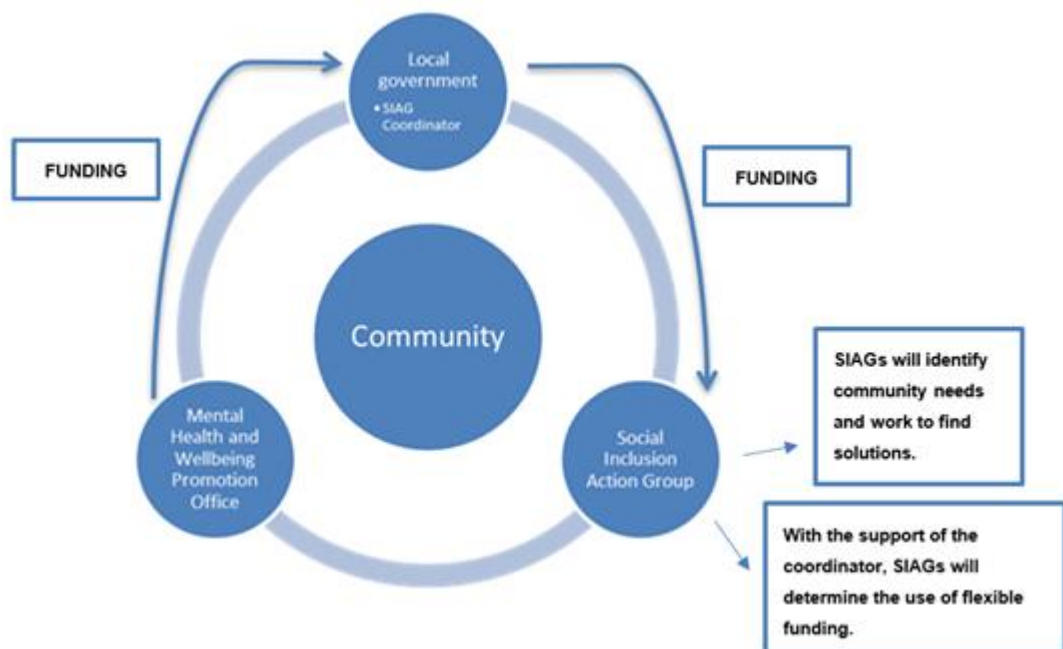 Local
government
• SIAG
Coordinator
FUNDING
FUNDING
Community
Mental
Health and
Wellbeing
Promotion
Office
Social
Inclusion
Action Group
SIAGs will identify
community needs
and work to find
solutions.
With the support of the
coordinator, SIAGs will
determine the use of flexible
funding.